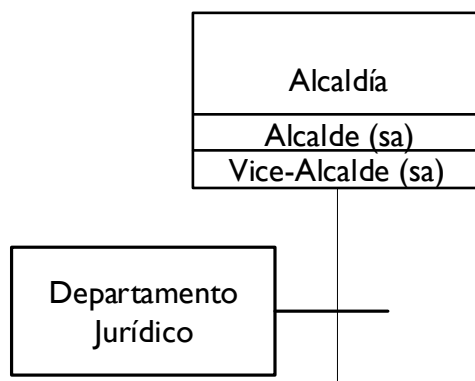 Alcaldía
Alcalde (sa)
Vice-Alcalde (sa)
Departamento
Jurídico